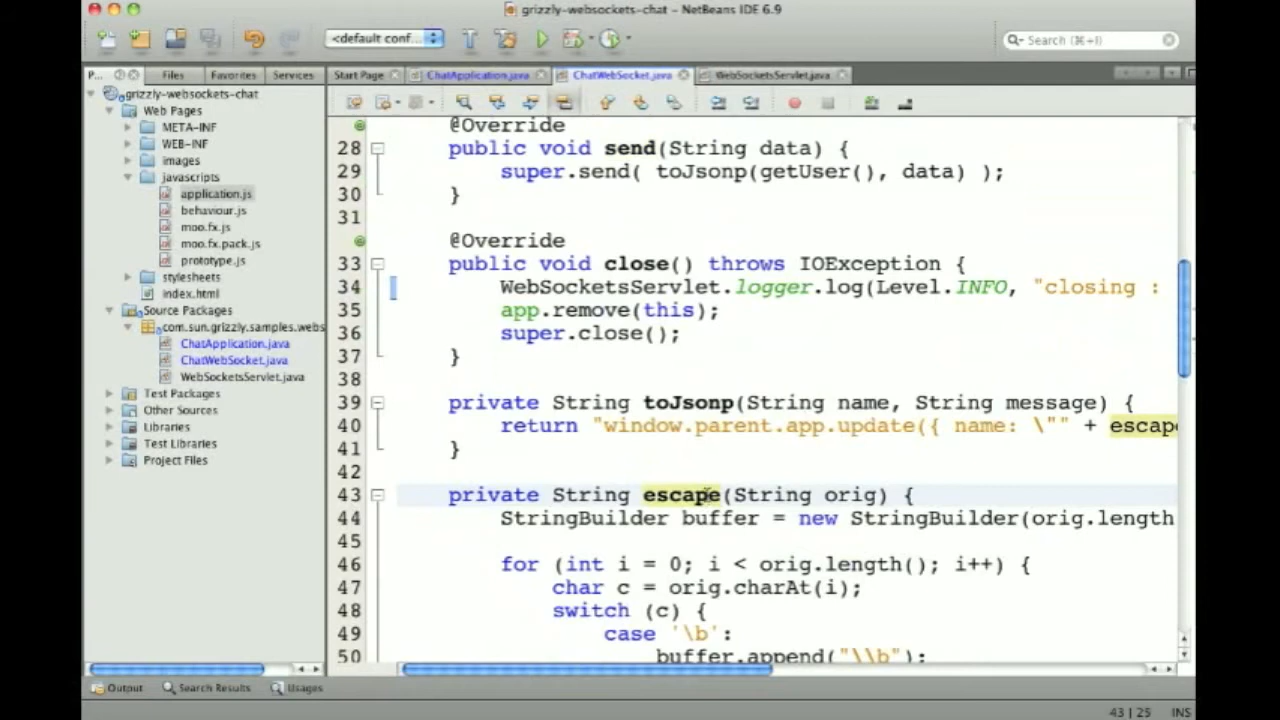 grizzly-websockets-chat – NetBeans IDE 6.9
<default conf...
Search (⌘+I)
P... Files Favorites Services
Start Page ChatApplication.java ChatWebSocket.java WebSocketsServlet.java
grizzly-websockets-chat
Web Pages
META-INF
WEB-INF
images
javascripts
application.js
behaviour.js
moo.fx.js
moo.fx.pack.js
prototype.js
stylesheets
index.html
Source Packages
com.sun.grizzly.samples.webs
ChatApplication.java
ChatWebSocket.java
WebSocketsServlet.java
Test Packages
Other Sources
Libraries
Test Libraries
Project Files
@Override
28 public void send(String data) {
29 super.send( toJsonp(getUser(), data) );
30 }
31
@Override
33 public void close() throws IOException {
34 WebSocketsServlet.logger.log(Level.INFO, "closing :
35 app.remove(this);
36 super.close();
37 }
38
39 private String toJsonp(String name, String message) {
40 return "window.parent.app.update({ name: \"" + escap
41 }
42
43 private String escape(String orig) {
44 StringBuilder buffer = new StringBuilder(orig.length
45
46 for (int i = 0; i < orig.length(); i++) {
47 char c = orig.charAt(i);
48 switch (c) {
49 case '\b':
50 buffer.append("\\b");
Output Search Results Usages
43 | 25 INS